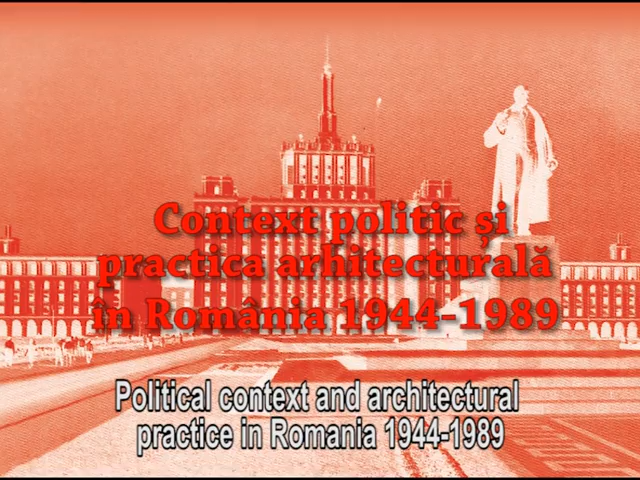 Context politic și
practica arhitecturală
în România 1944-1989
Political context and architectural
practice in Romania 1944-1989